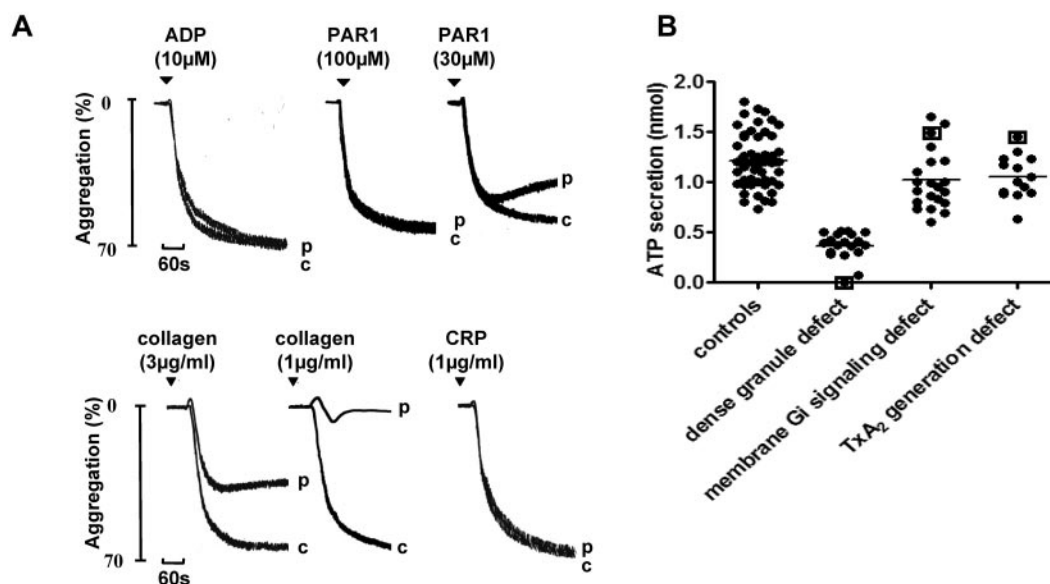 A
ADP
(10µM)
PAR1
(100µM)
PAR1
(30µM)
0
Aggregation (%)
70
60s
p
c
p
c
p
c
collagen
(3µg/ml)
collagen
(1µg/ml)
CRP
(1µg/ml)
0
Aggregation (%)
70
60s
p
c
p
c
p
c
B
ATP secretion (nmol)
2.0
1.5
1.0
0.5
0.0
controls
dense granule defect
membrane Gi signaling defect
TxA₂ generation defect